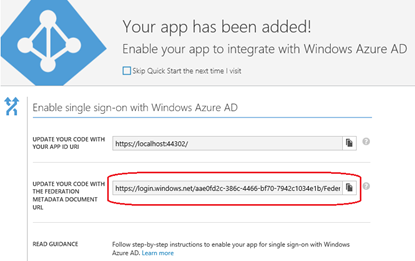 Your app has been added!
Enable your app to integrate with Windows Azure AD
Skip Quick Start the next time I visit
Enable single sign-on with Windows Azure AD
UPDATE YOUR CODE WITH
YOUR APP ID URI
https://localhost:44302/
UPDATE YOUR CODE WITH
THE FEDERATION
METADATA DOCUMENT
URL
https://login.windows.net/aae0fd2c-386c-4466-bf70-7942c1034e1b/Feder
READ GUIDANCE
Follow step-by-step instructions to enable your app for single sign-on with Windows
Azure AD. Learn more